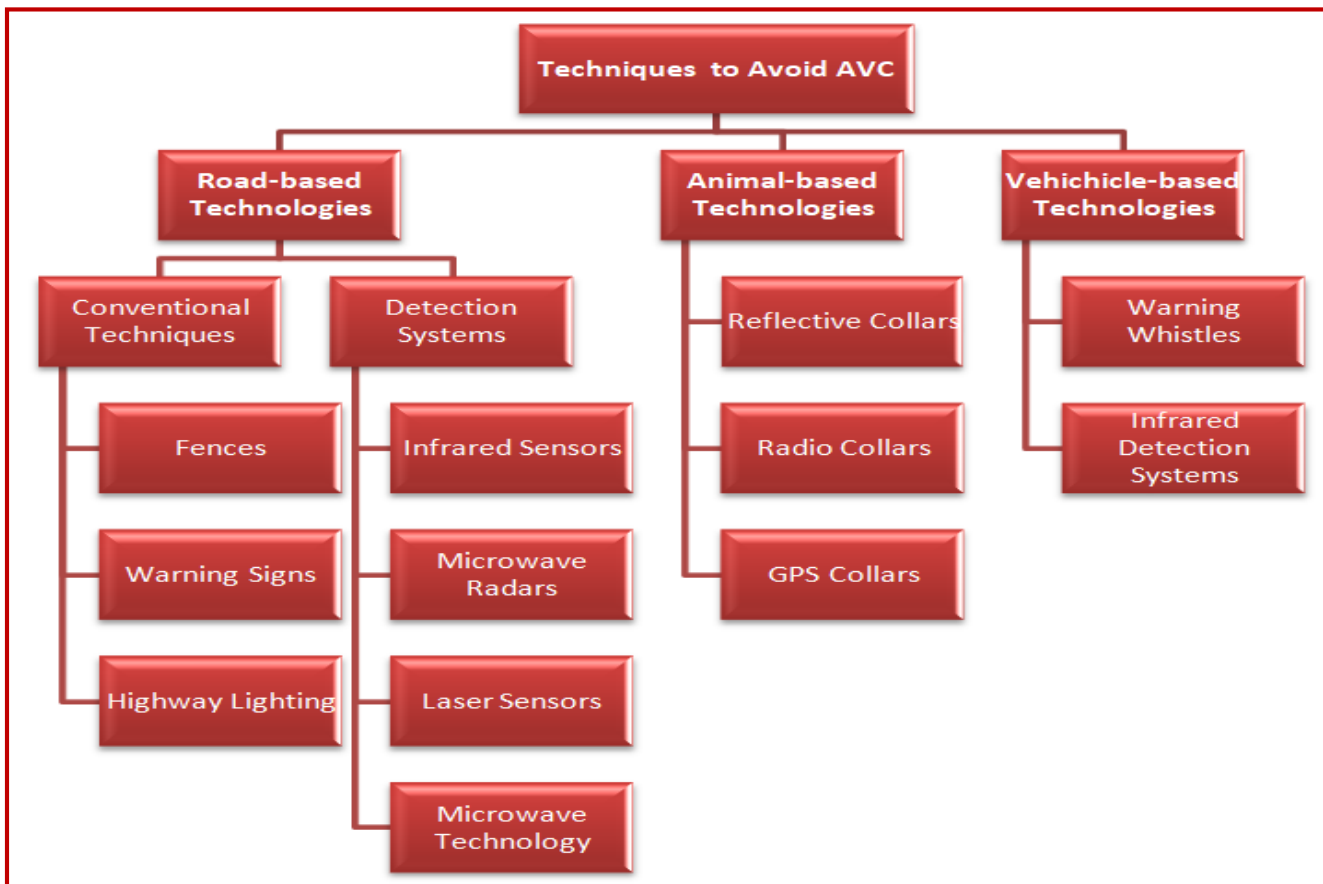 Techniques to Avoid AVC
Road-based
Technologies
Animal-based
Technologies
Vehichicle-based
Technologies
Conventional
Techniques
Detection
Systems
Reflective Collars
Warning
Whistles
Fences
Infrared Sensors
Radio Collars
Infrared
Detection
Systems
Warning Signs
Microwave
Radars
GPS Collars
Highway Lighting
Laser Sensors
Microwave
Technology